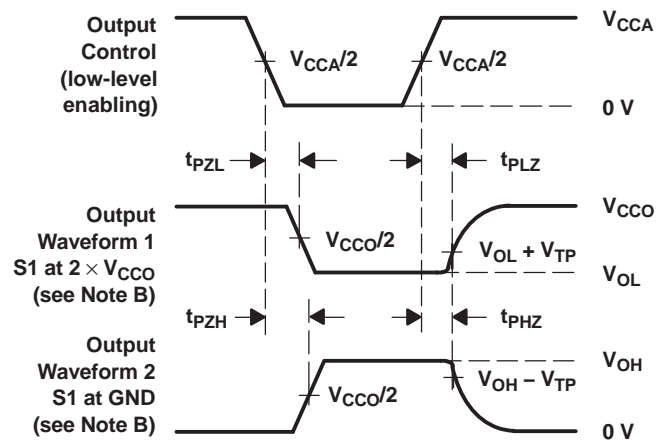 Output
Control
(low-level
enabling)
V_CCA/2
V_CCA/2
V_CCA
0 V
t_PZL
t_PLZ
Output
Waveform 1
S1 at 2 × V_CCO
(see Note B)
V_CCO/2
V_CCO
V_OL + V_TP
V_OL
t_PZH
t_PHZ
Output
Waveform 2
S1 at GND
(see Note B)
V_CCO/2
V_OH
V_OH − V_TP
0 V